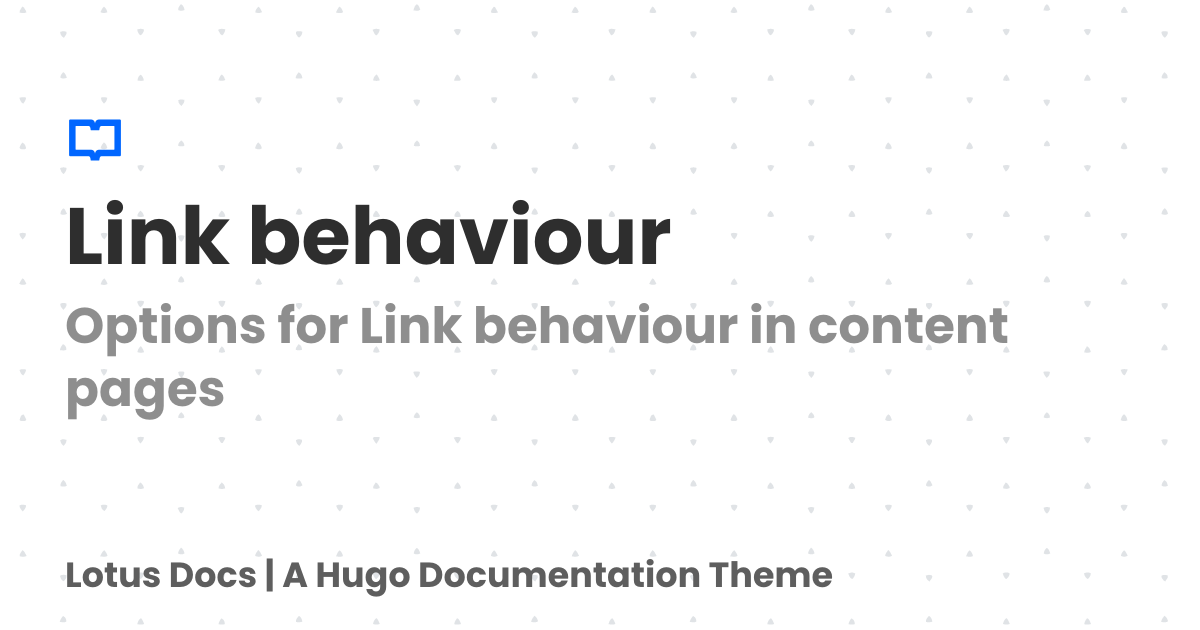 Link behaviour
Options for Link behaviour in content
pages
Lotus Docs | A Hugo Documentation Theme